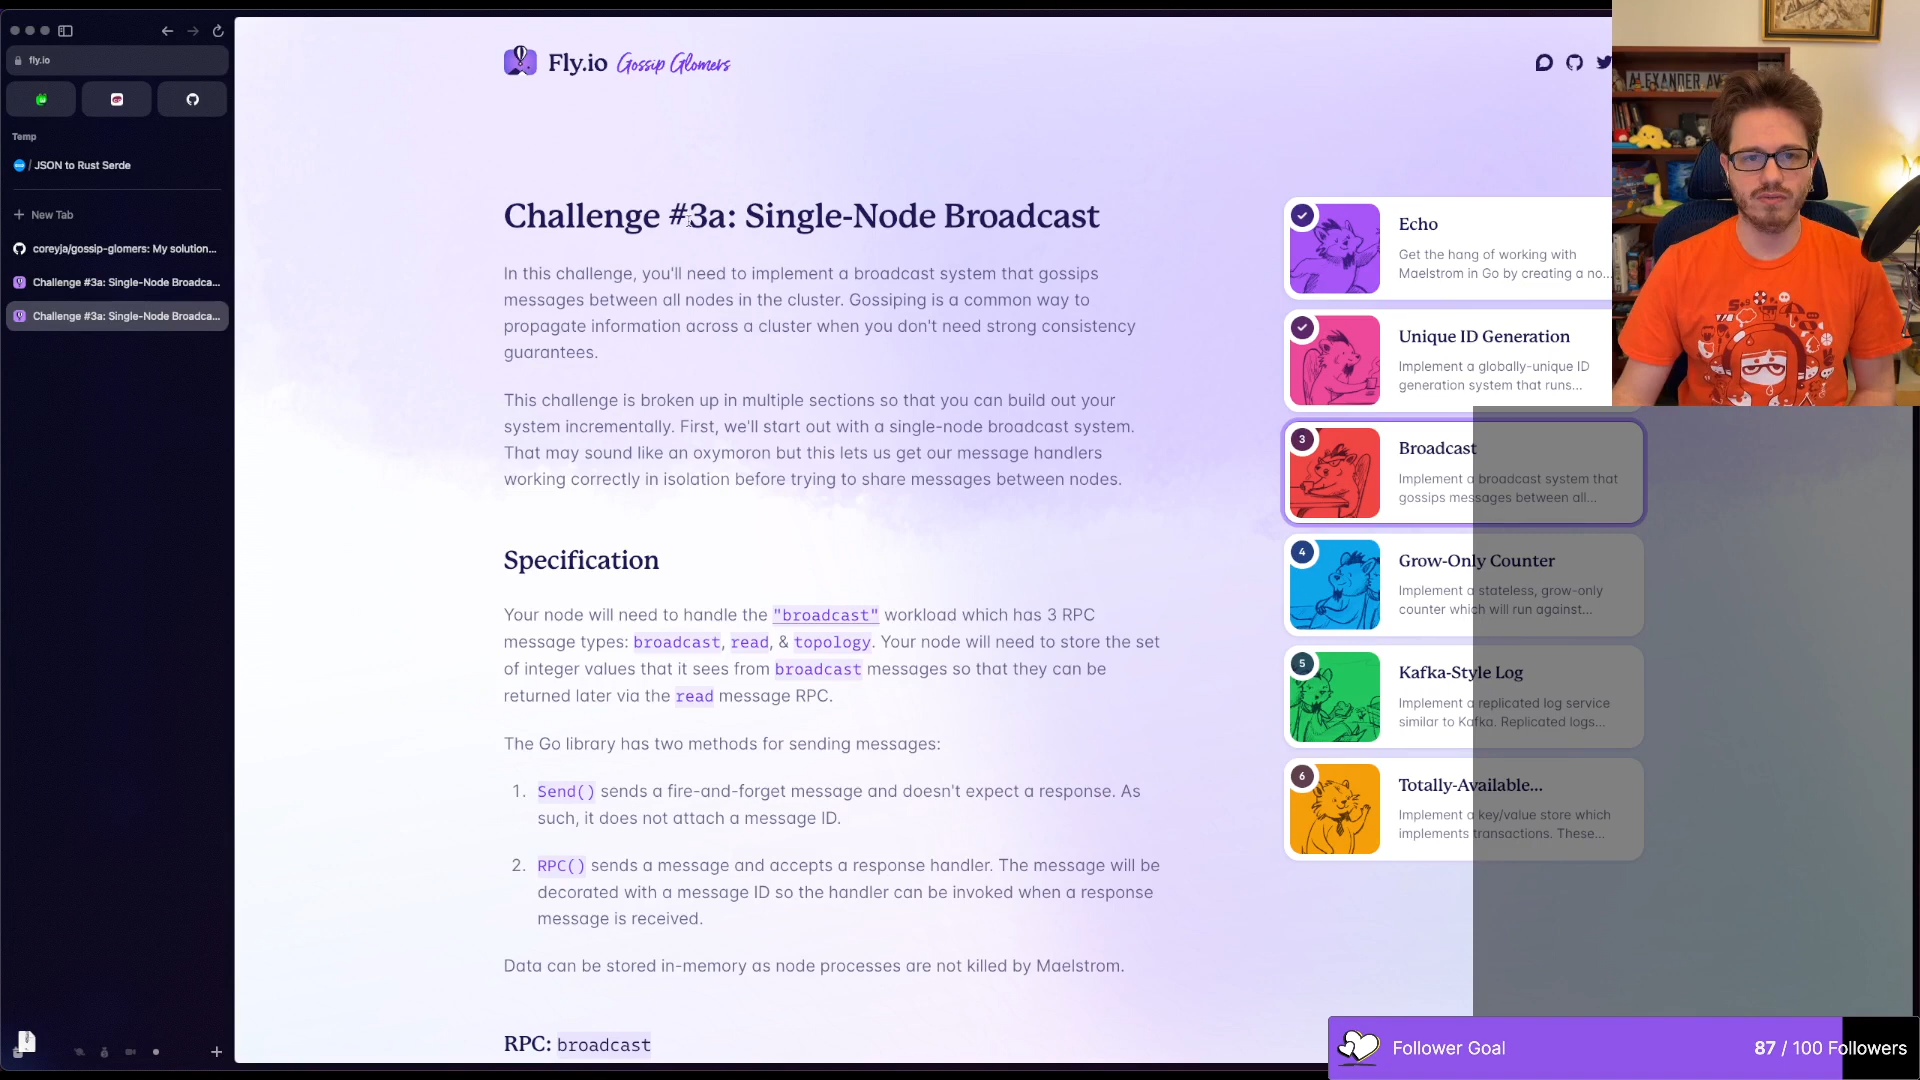 fly.io
Temp
/ JSON to Rust Serde
New Tab
coreyja/gossip-glomers: My solution...
Challenge #3a: Single-Node Broadca...
Challenge #3a: Single-Node Broadca...
Fly.io Gossip Glomers
Challenge #3a: Single-Node Broadcast
In this challenge, you'll need to implement a broadcast system that gossips
messages between all nodes in the cluster. Gossiping is a common way to
propagate information across a cluster when you don't need strong consistency
guarantees.
This challenge is broken up in multiple sections so that you can build out your
system incrementally. First, we'll start out with a single-node broadcast system.
That may sound like an oxymoron but this lets us get our message handlers
working correctly in isolation before trying to share messages between nodes.
Specification
Your node will need to handle the "broadcast" workload which has 3 RPC
message types: broadcast, read, & topology. Your node will need to store the set
of integer values that it sees from broadcast messages so that they can be
returned later via the read message RPC.
The Go library has two methods for sending messages:
1. Send() sends a fire-and-forget message and doesn't expect a response. As
such, it does not attach a message ID.
2. RPC() sends a message and accepts a response handler. The message will be
decorated with a message ID so the handler can be invoked when a response
message is received.
Data can be stored in-memory as node processes are not killed by Maelstrom.
RPC: broadcast
Echo
Get the hang of working with
Maelstrom in Go by creating a no...
Unique ID Generation
Implement a globally-unique ID
generation system that runs...
3
Broadcast
Implement a broadcast system that
gossips messages between all...
4
Grow-Only Counter
Implement a stateless, grow-only
counter which will run against...
5
Kafka-Style Log
Implement a replicated log service
similar to Kafka. Replicated logs...
6
Totally-Available...
Implement a key/value store which
implements transactions. These...
ALEXANDER AV
Follower Goal
87 / 100 Followers